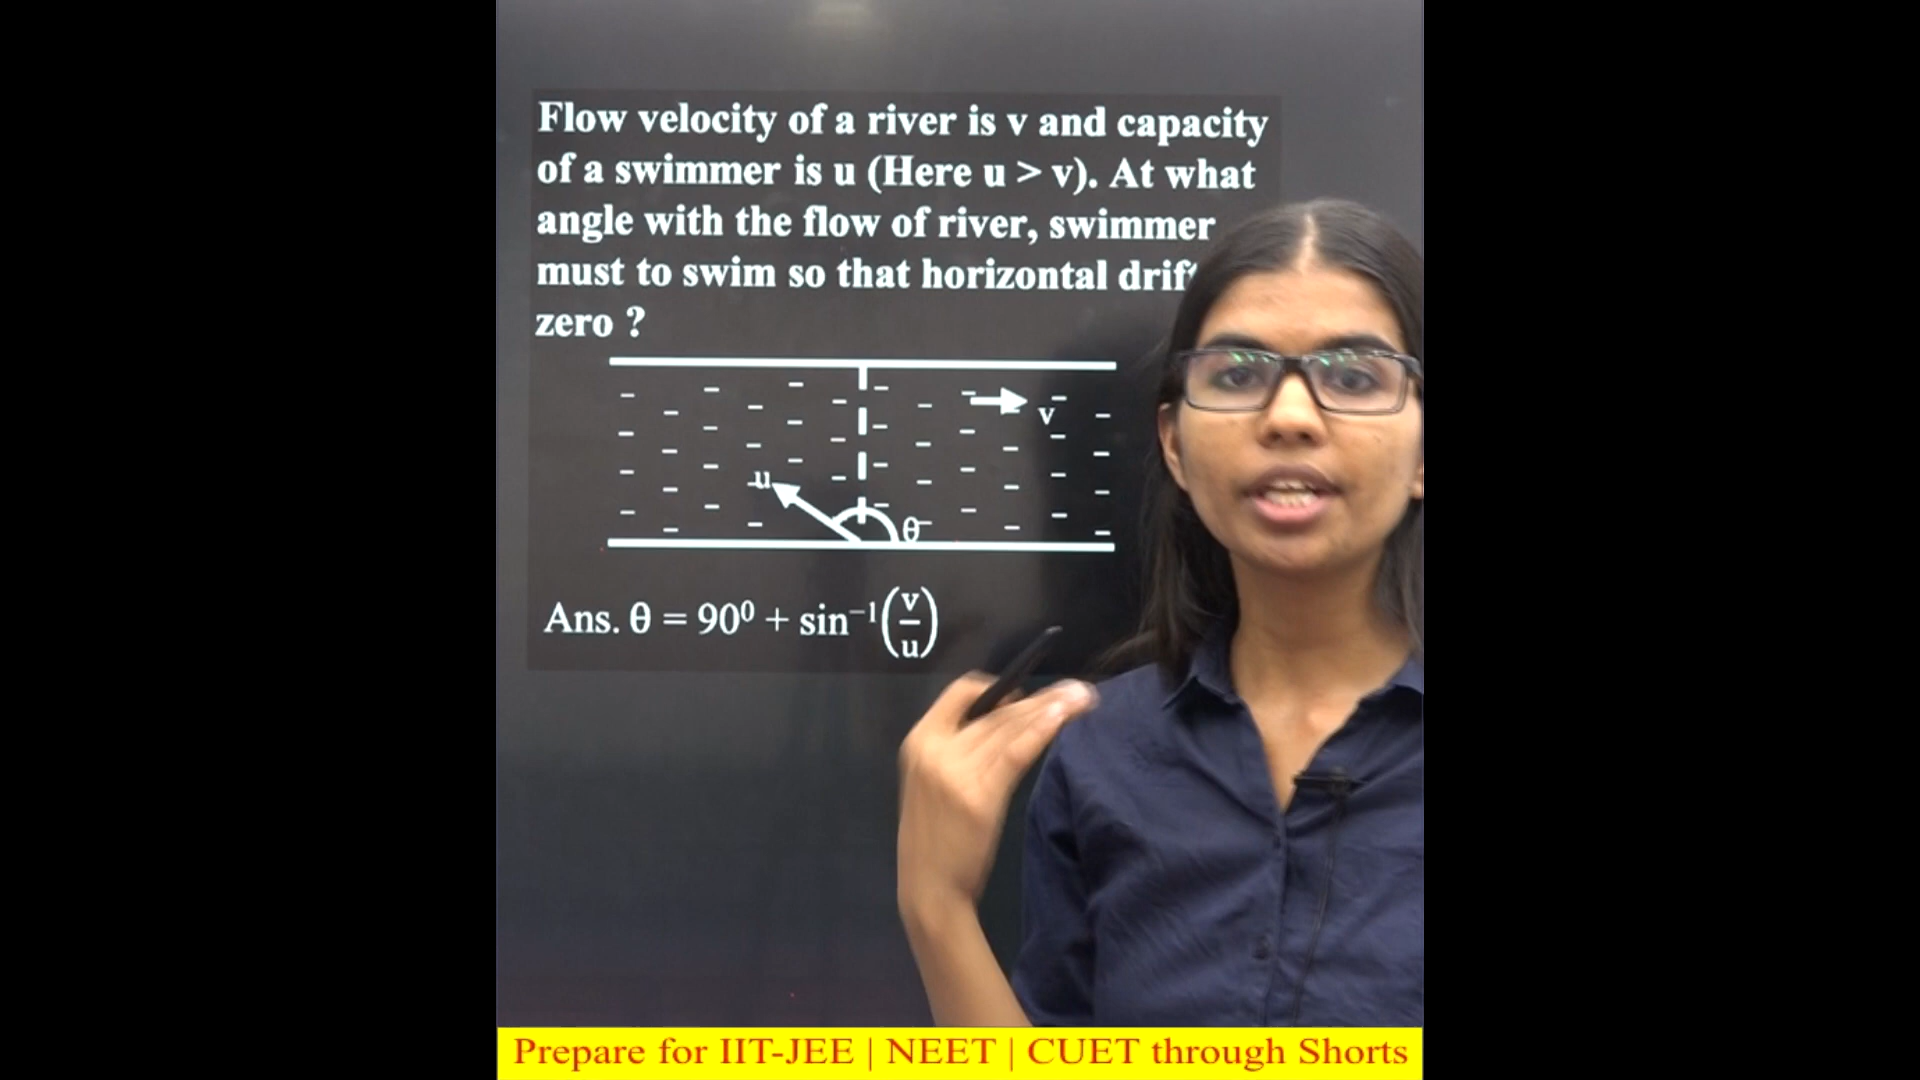 Flow velocity of a river is v and capacity
of a swimmer is u (Here u > v). At what
angle with the flow of river, swimmer
must to swim so that horizontal drift
zero ?
v
u
θ
Ans. θ = 90⁰ + sin⁻¹(v/u)
Prepare for IIT-JEE | NEET | CUET through Shorts